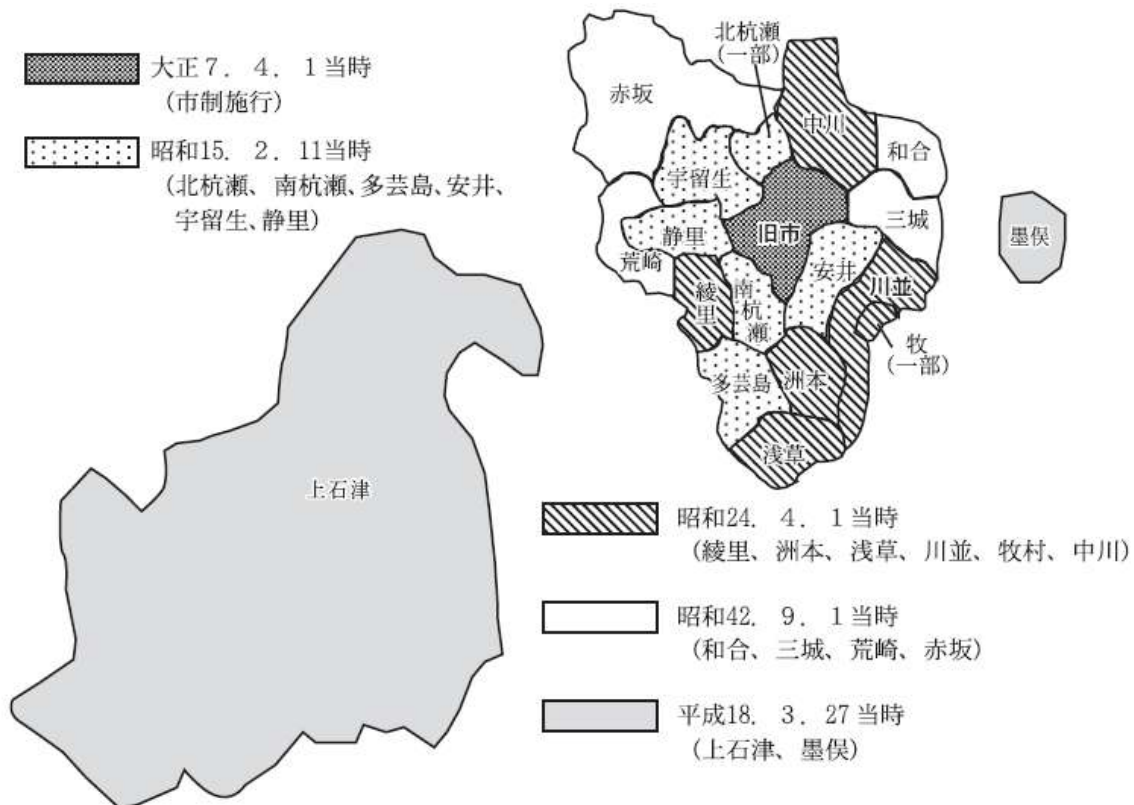 大正7．4．1当時
（市制施行）
昭和15．2．11当時
（北杭瀬、南杭瀬、多芸島、安井、
宇留生、静里）
北杭瀬
（一部）
赤坂
中川
和合
宇留生
三城
旧市
静里
安井
荒崎
川並
綾里
南杭瀬
牧
（一部）
多芸島
洲本
浅草
墨俣
上石津
昭和24．4．1当時
（綾里、洲本、浅草、川並、牧村、中川）
昭和42．9．1当時
（和合、三城、荒崎、赤坂）
平成18．3．27当時
（上石津、墨俣）